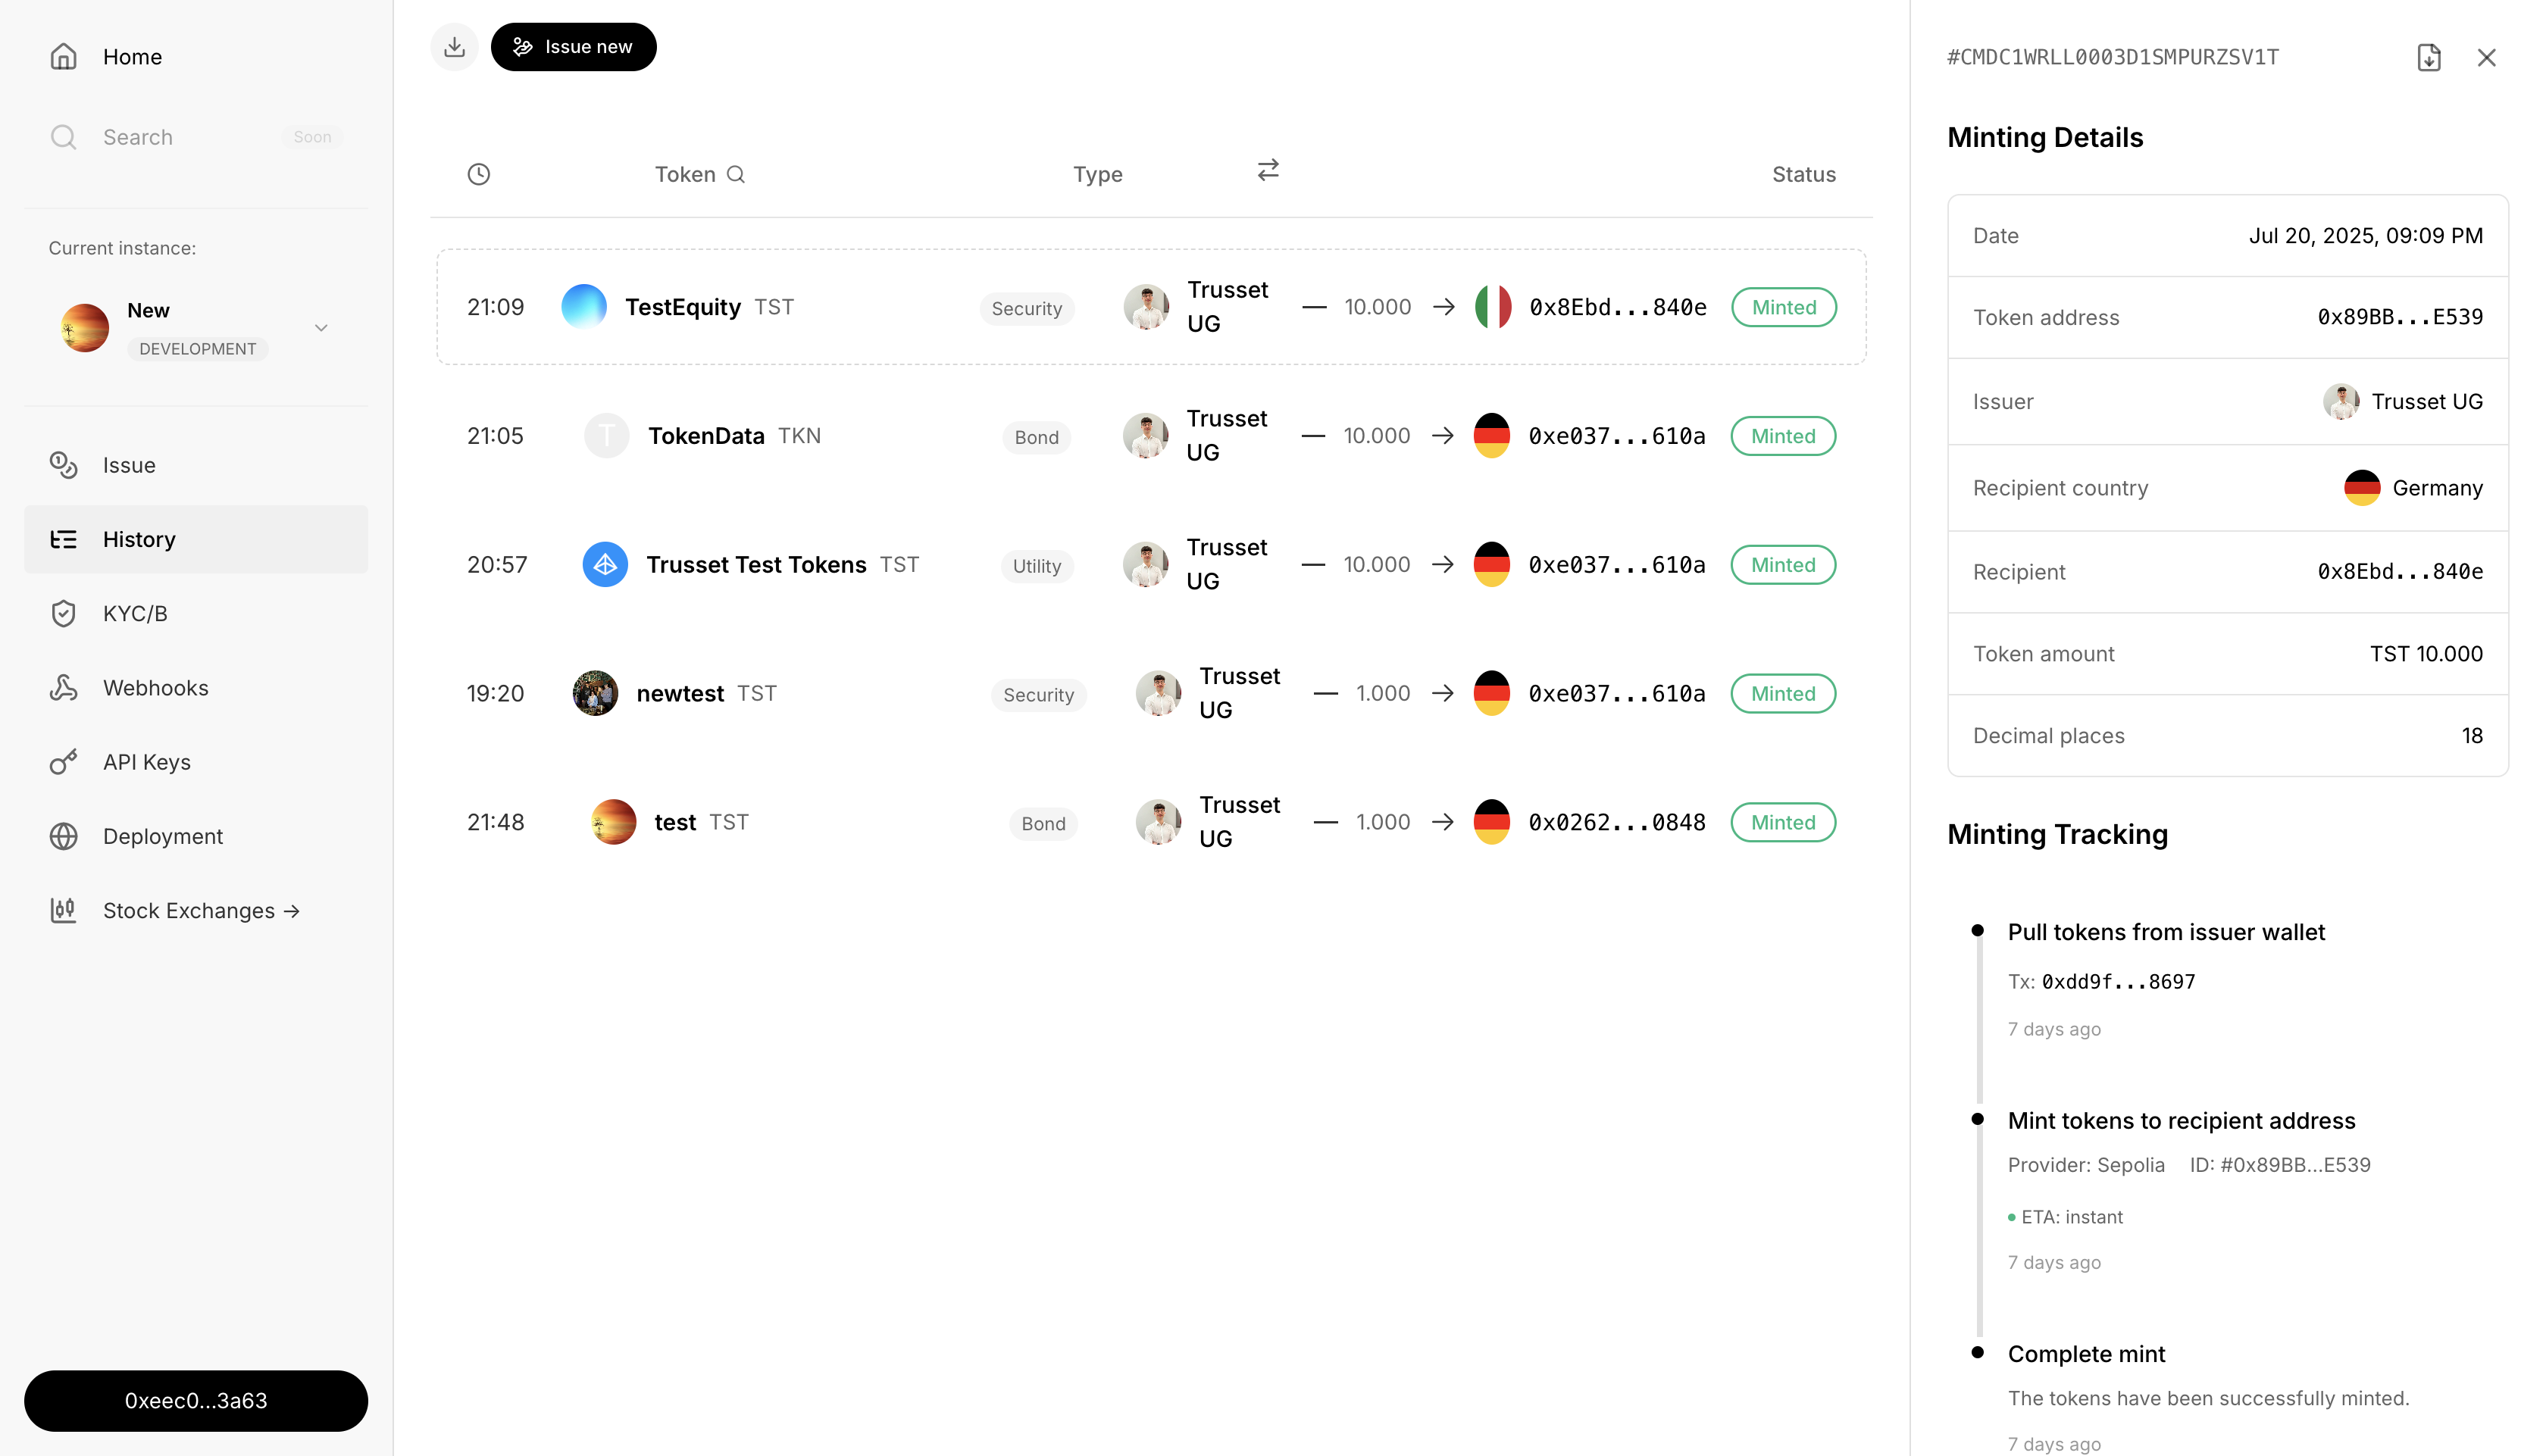 Home
Search
Soon
Current instance:
New
DEVELOPMENT
Issue
History
KYC/B
Webhooks
API Keys
Deployment
Stock Exchanges →
0xeec0...3a63
Issue new
Token
Type
Status
21:09 TestEquity TST Security Trusset UG — 10.000 → 0x8Ebd...840e Minted
21:05 T TokenData TKN Bond Trusset UG — 10.000 → 0xe037...610a Minted
20:57 Trusset Test Tokens TST Utility Trusset UG — 10.000 → 0xe037...610a Minted
19:20 newtest TST Security Trusset UG — 1.000 → 0xe037...610a Minted
21:48 test TST Bond Trusset UG — 1.000 → 0x0262...0848 Minted
#CMDC1WRLL0003D1SMPURZSV1T
Minting Details
Date Jul 20, 2025, 09:09 PM
Token address 0x89BB...E539
Issuer Trusset UG
Recipient country Germany
Recipient 0x8Ebd...840e
Token amount TST 10.000
Decimal places 18
Minting Tracking
Pull tokens from issuer wallet
Tx: 0xdd9f...8697
7 days ago
Mint tokens to recipient address
Provider: Sepolia ID: #0x89BB...E539
ETA: instant
7 days ago
Complete mint
The tokens have been successfully minted.
7 days ago